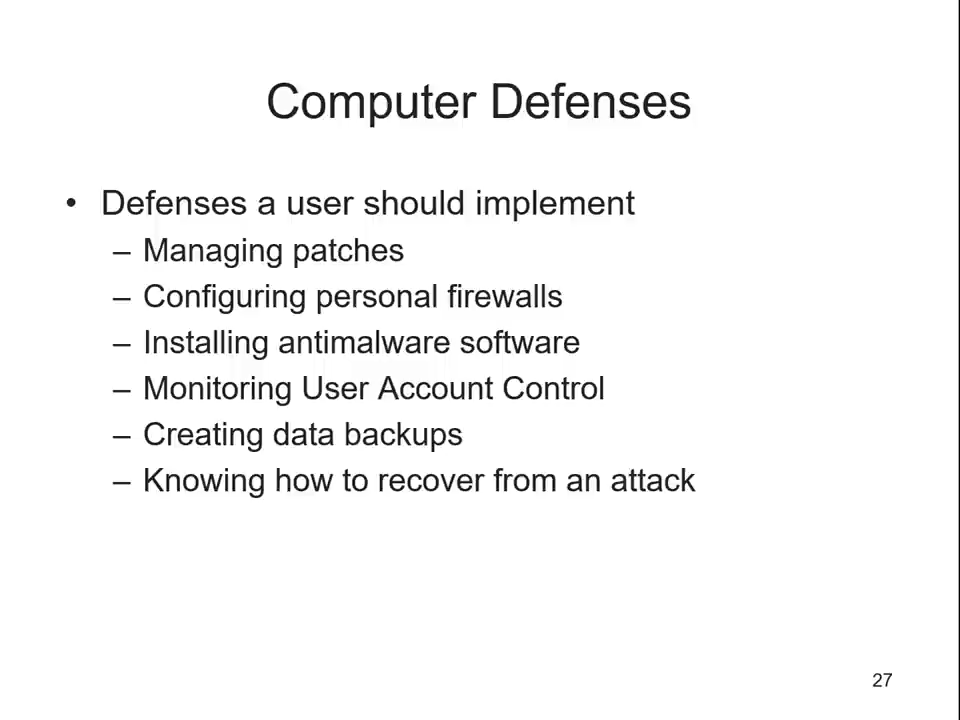 Computer Defenses
• Defenses a user should implement
– Managing patches
– Configuring personal firewalls
– Installing antimalware software
– Monitoring User Account Control
– Creating data backups
– Knowing how to recover from an attack
27